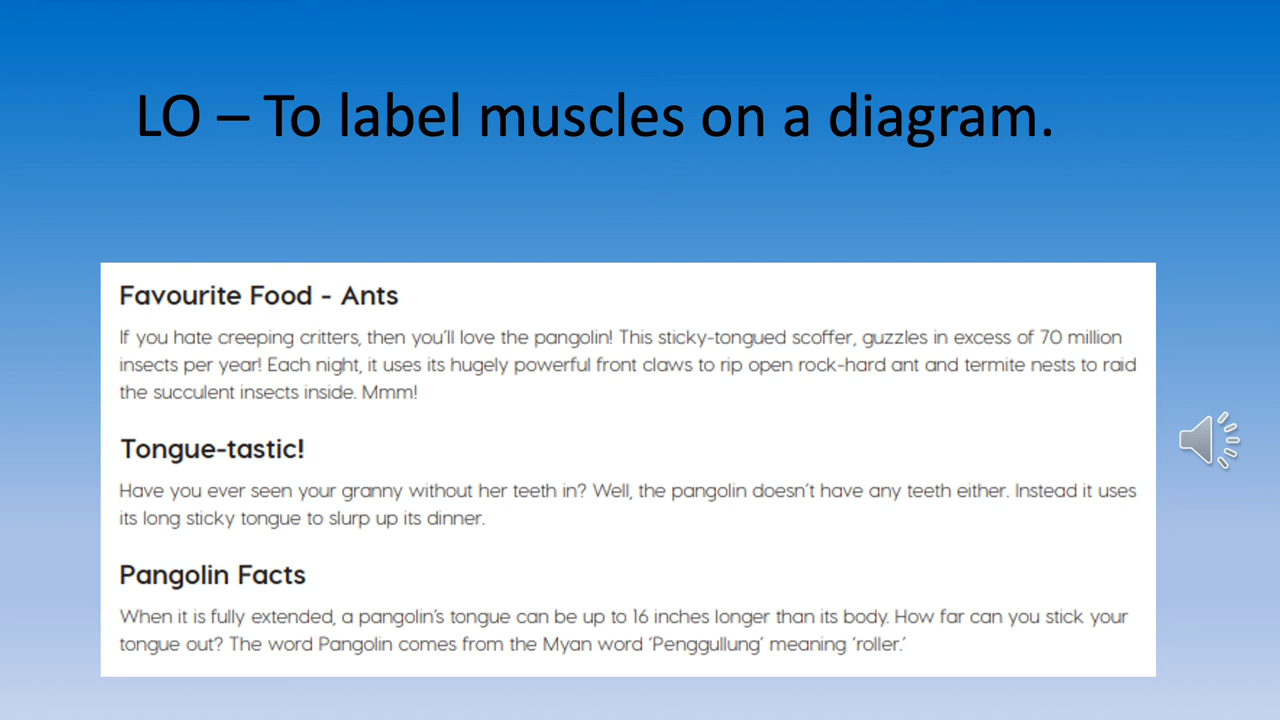 LO – To label muscles on a diagram.
Favourite Food - Ants
If you hate creeping critters, then you'll love the pangolin! This sticky-tongued scoffer, guzzles in excess of 70 million
insects per year! Each night, it uses its hugely powerful front claws to rip open rock-hard ant and termite nests to raid
the succulent insects inside. Mmm!
Tongue-tastic!
Have you ever seen your granny without her teeth in? Well, the pangolin doesn't have any teeth either. Instead it uses
its long sticky tongue to slurp up its dinner.
Pangolin Facts
When it is fully extended, a pangolin's tongue can be up to 16 inches longer than its body. How far can you stick your
tongue out? The word Pangolin comes from the Myan word 'Penggullung' meaning 'roller.'